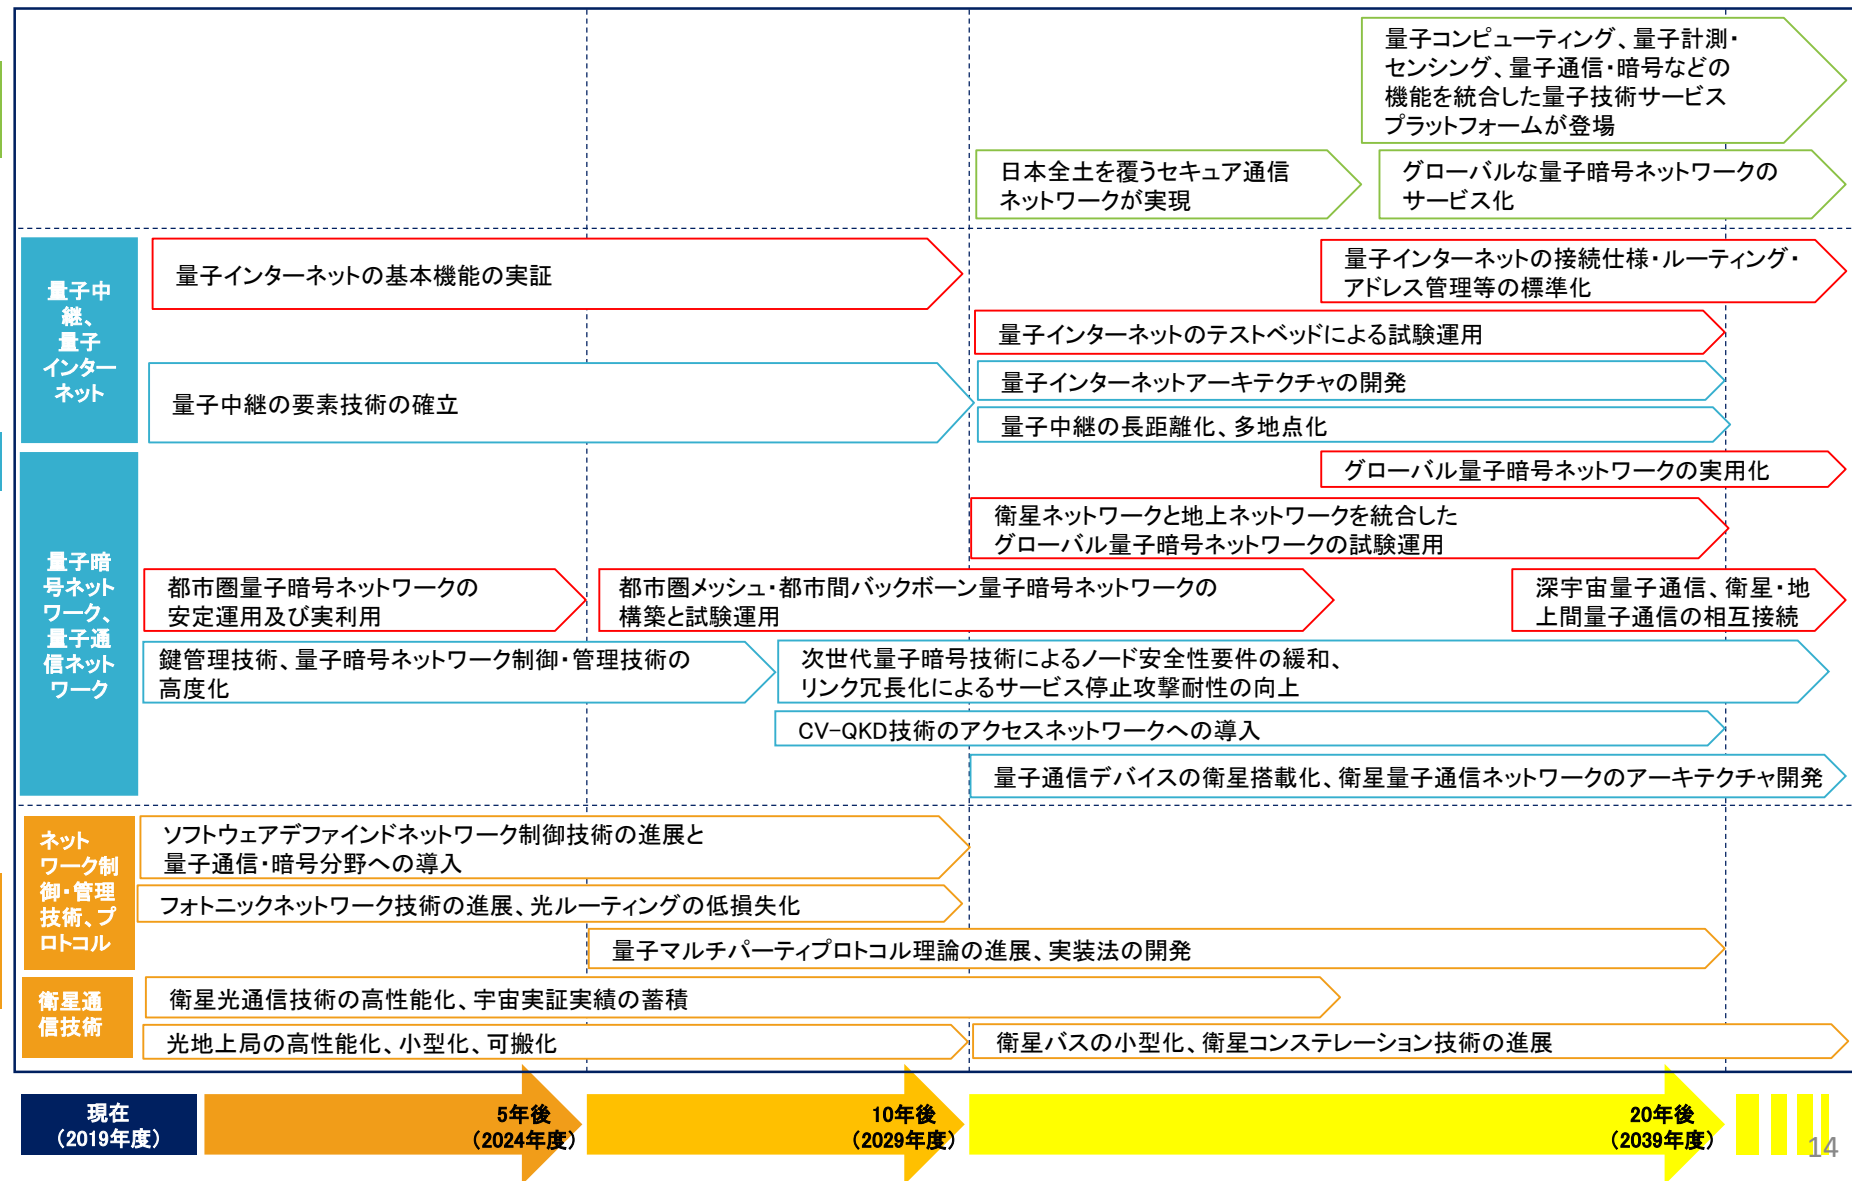 量子コンピューティング、量子計測・
センシング、量子通信・暗号などの
機能を統合した量子技術サービス
プラットフォームが登場
日本全土を覆うセキュア通信
ネットワークが実現
グローバルな量子暗号ネットワークの
サービス化
量子中
継、
量子
インター
ネット
量子インターネットの基本機能の実証
量子インターネットの接続仕様・ルーティング・
アドレス管理等の標準化
量子インターネットのテストベッドによる試験運用
量子中継の要素技術の確立
量子インターネットアーキテクチャの開発
量子中継の長距離化、多地点化
量子暗
号ネット
ワーク、
量子通
信ネット
ワーク
グローバル量子暗号ネットワークの実用化
衛星ネットワークと地上ネットワークを統合した
グローバル量子暗号ネットワークの試験運用
都市圏量子暗号ネットワークの
安定運用及び実利用
都市圏メッシュ・都市間バックボーン量子暗号ネットワークの
構築と試験運用
深宇宙量子通信、衛星・地
上間量子通信の相互接続
鍵管理技術、量子暗号ネットワーク制御・管理技術の
高度化
次世代量子暗号技術によるノード安全性要件の緩和、
リンク冗長化によるサービス停止攻撃耐性の向上
CV-QKD技術のアクセスネットワークへの導入
量子通信デバイスの衛星搭載化、衛星量子通信ネットワークのアーキテクチャ開発
ネット
ワーク制
御・管理
技術、プ
ロトコル
ソフトウェアデファインドネットワーク制御技術の進展と
量子通信・暗号分野への導入
フォトニックネットワーク技術の進展、光ルーティングの低損失化
量子マルチパーティプロトコル理論の進展、実装法の開発
衛星通
信技術
衛星光通信技術の高性能化、宇宙実証実績の蓄積
光地上局の高性能化、小型化、可搬化
衛星バスの小型化、衛星コンステレーション技術の進展
現在
（2019年度）
5年後
（2024年度）
10年後
（2029年度）
20年後
（2039年度）
14